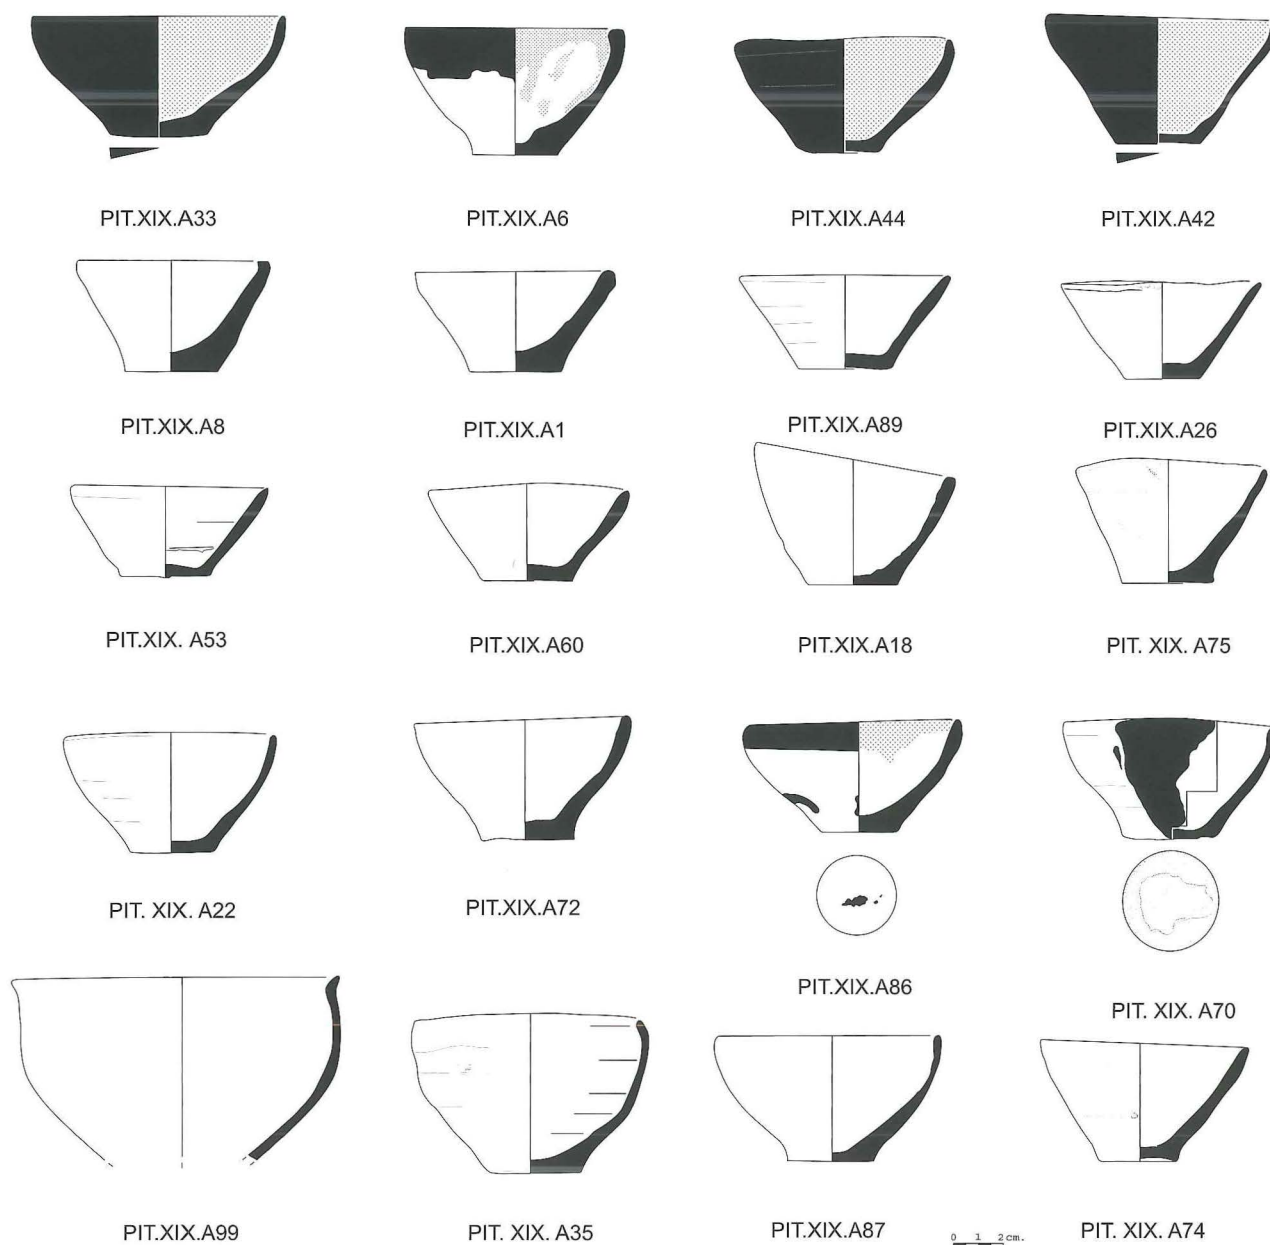 PIT.XIX.A33 PIT.XIX.A6 PIT.XIX.A44 PIT.XIX.A42
PIT.XIX.A8 PIT.XIX.A1 PIT.XIX.A89 PIT.XIX.A26
PIT.XIX. A53 PIT.XIX.A60 PIT.XIX.A18 PIT. XIX. A75
PIT. XIX. A22 PIT.XIX.A72 PIT.XIX.A86 PIT. XIX. A70
PIT.XIX.A99 PIT. XIX. A35 PIT.XIX.A87 PIT. XIX. A74
0 1 2cm.